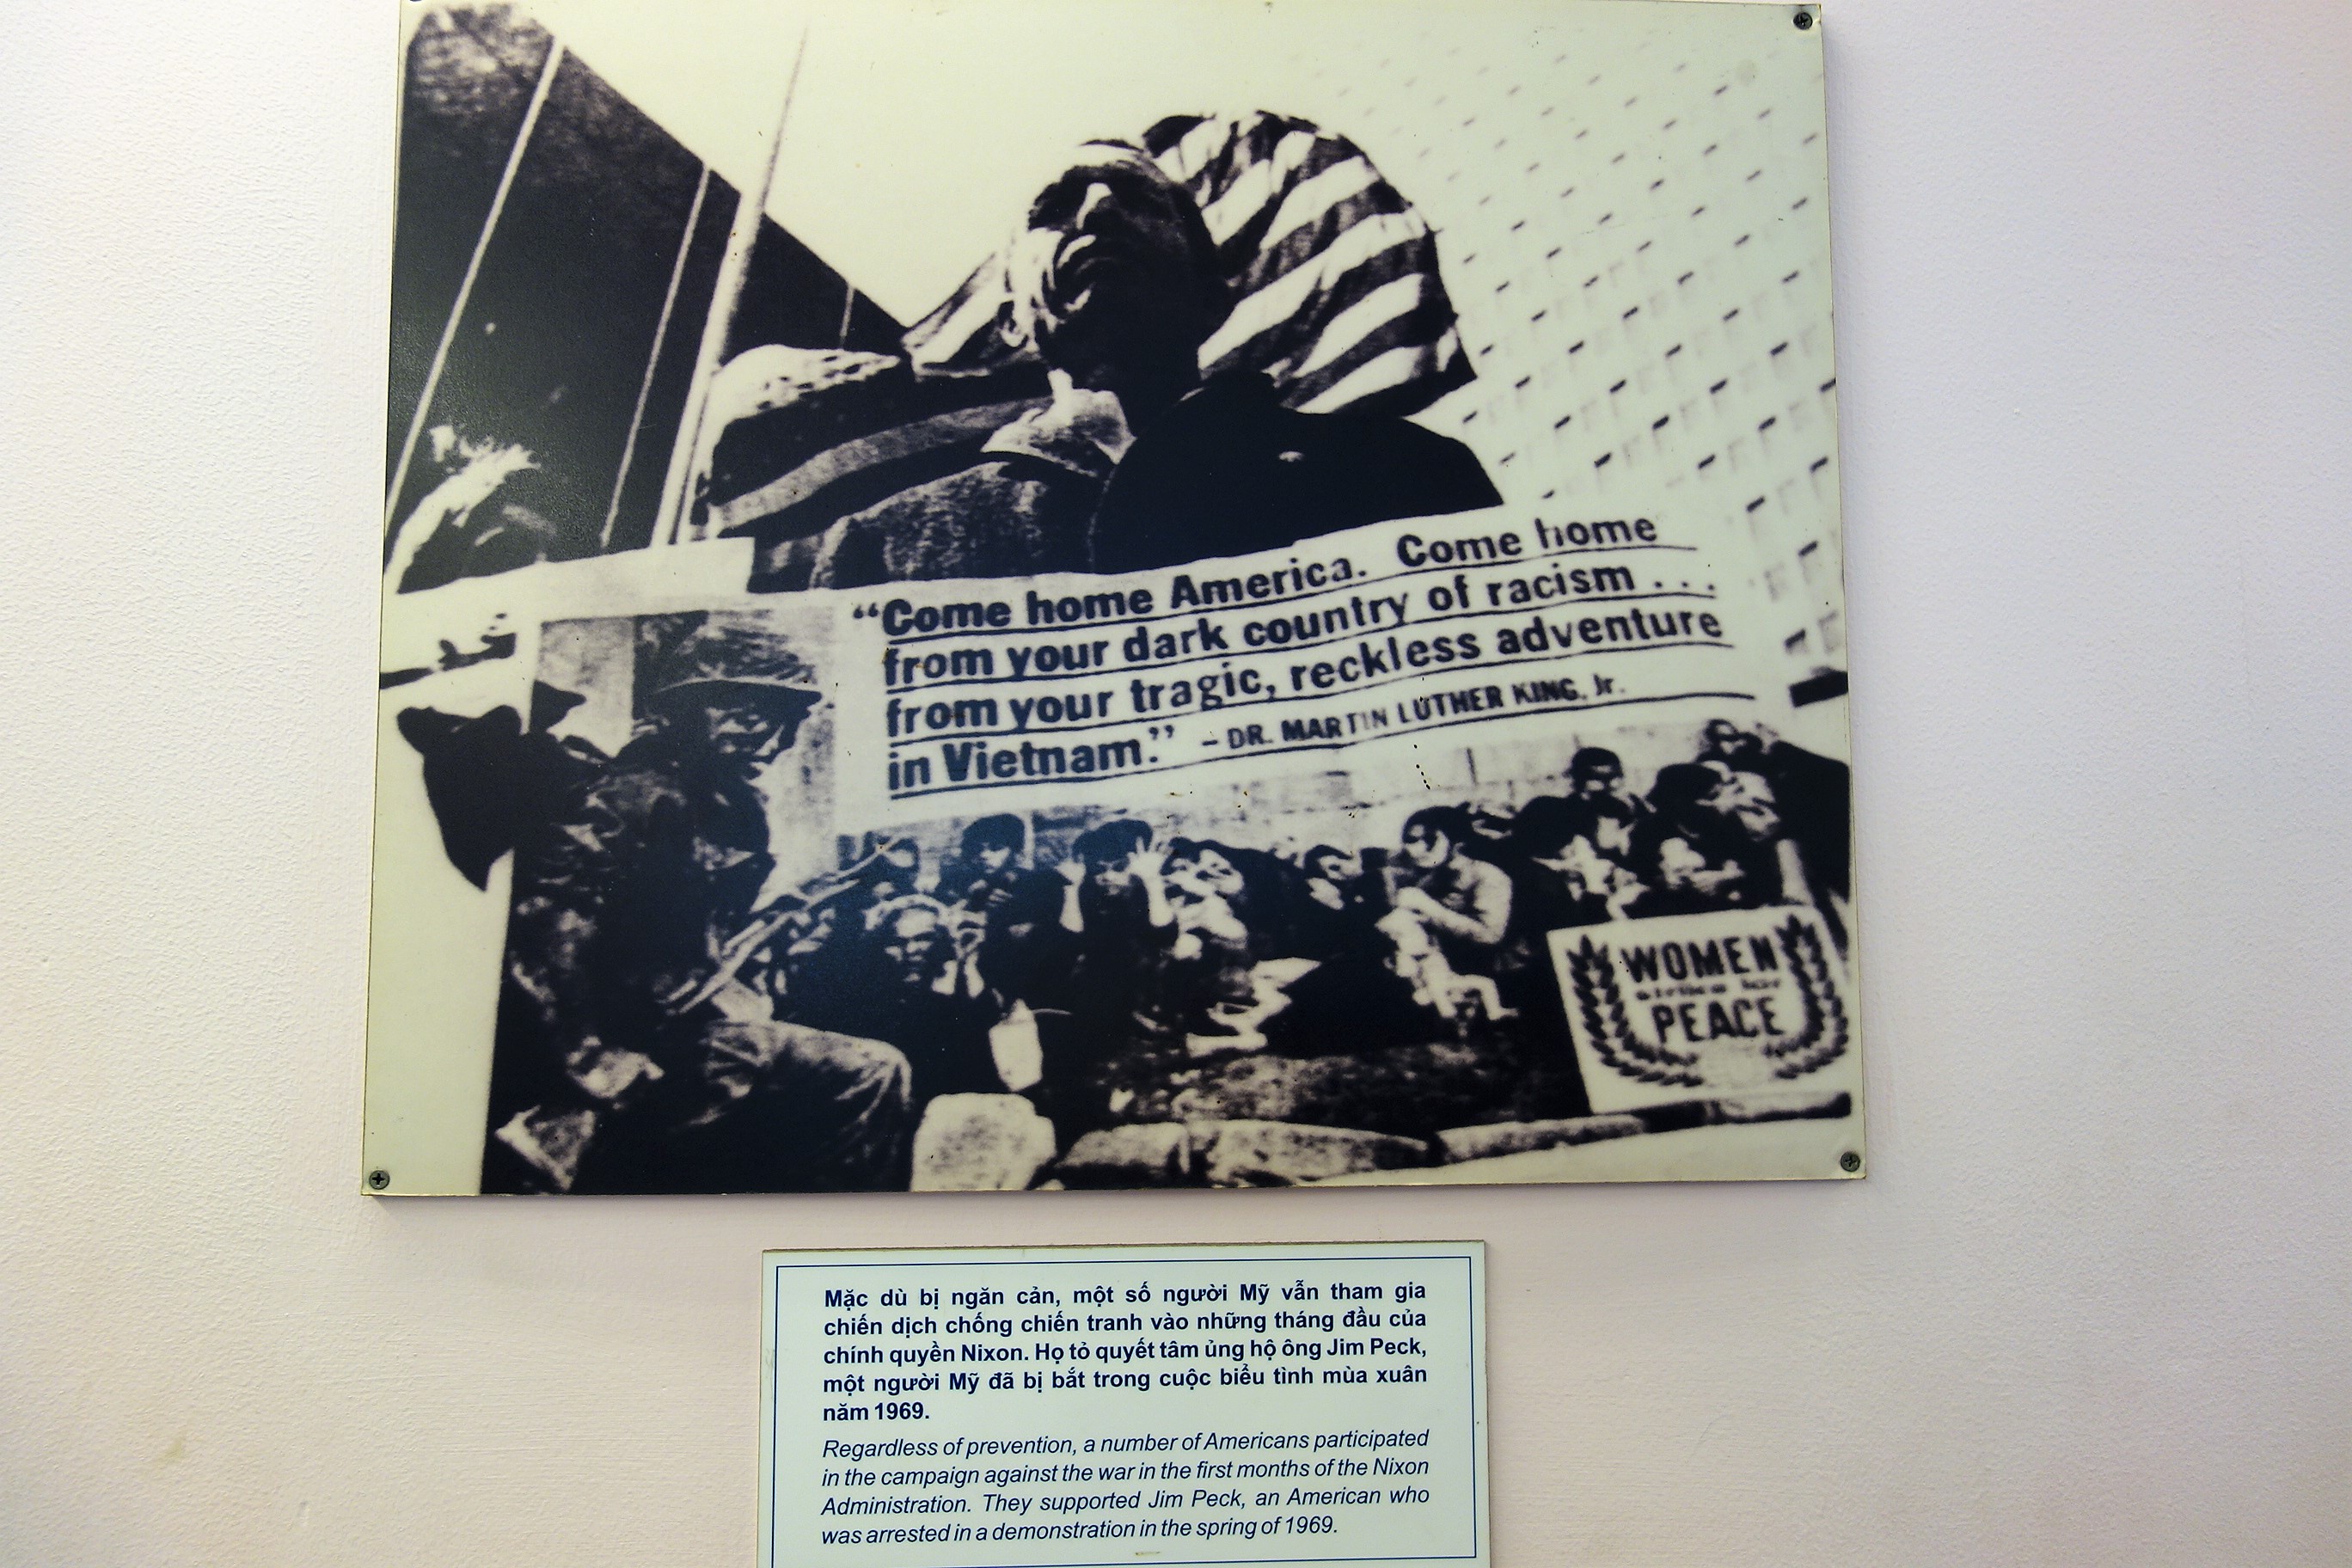 “Come home America. Come home
from your dark country of racism . . .
from your tragic, reckless adventure
in Vietnam.” – DR. MARTIN LUTHER KING, Jr.
WOMEN
strike for
PEACE
Mặc dù bị ngăn cản, một số người Mỹ vẫn tham gia
chiến dịch chống chiến tranh vào những tháng đầu của
chính quyền Nixon. Họ tỏ quyết tâm ủng hộ ông Jim Peck,
một người Mỹ đã bị bắt trong cuộc biểu tình mùa xuân
năm 1969.
Regardless of prevention, a number of Americans participated
in the campaign against the war in the first months of the Nixon
Administration. They supported Jim Peck, an American who
was arrested in a demonstration in the spring of 1969.